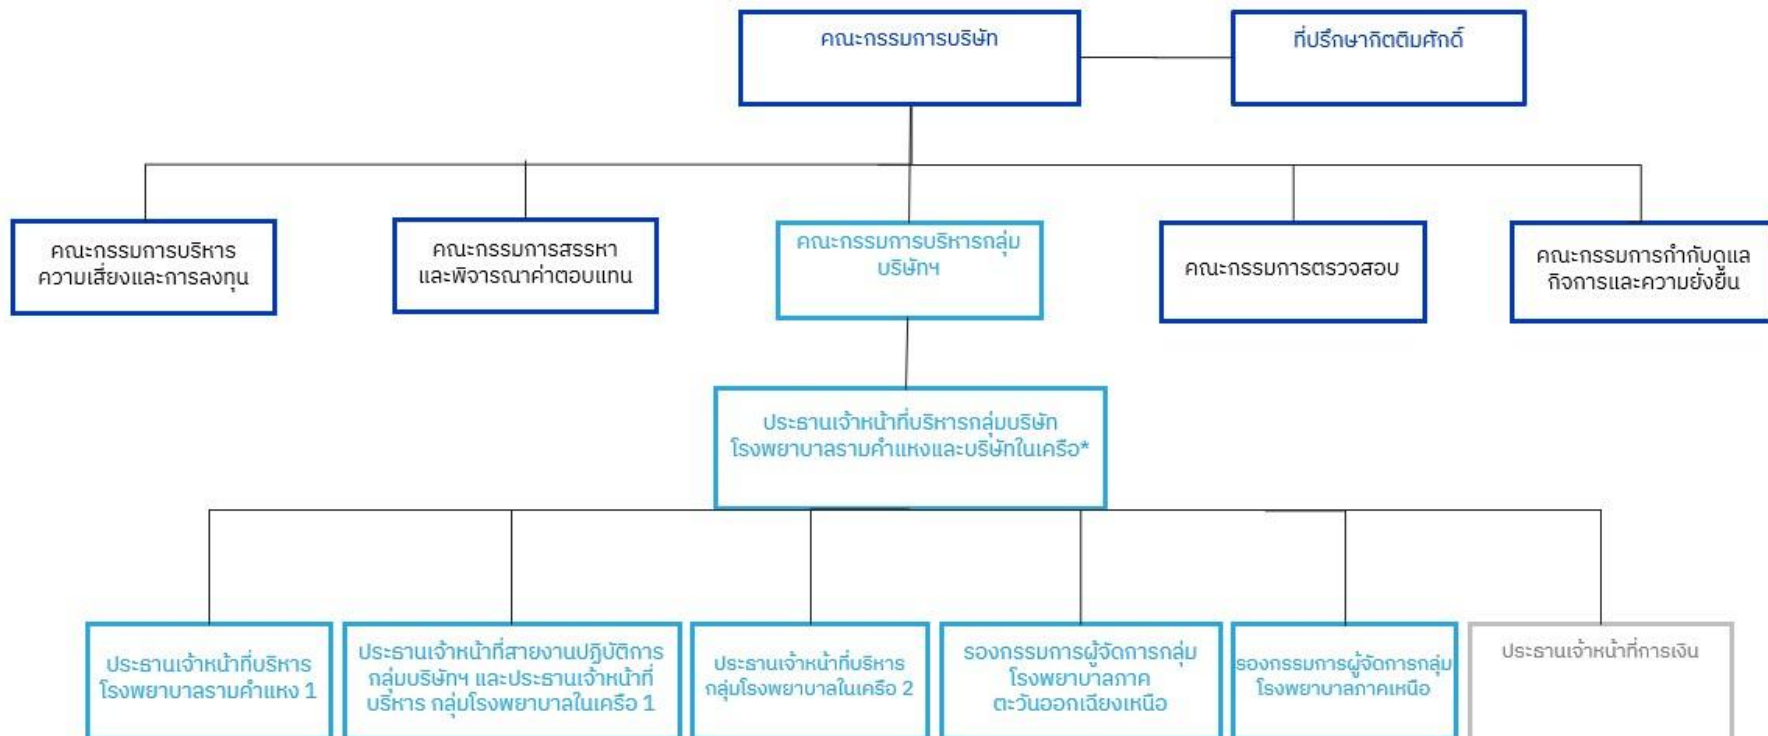 คณะกรรมการบริษัท
ที่ปรึกษากิตติมศักดิ์
คณะกรรมการบริหาร
ความเสี่ยงและการลงทุน
คณะกรรมการสรรหา
และพิจารณาค่าตอบแทน
คณะกรรมการบริหารกลุ่ม
บริษัทฯ
คณะกรรมการตรวจสอบ
คณะกรรมการกำกับดูแล
กิจการและความยั่งยืน
ประธานเจ้าหน้าที่บริหารกลุ่มบริษัท
โรงพยาบาลรามคำแหงและบริษัทในเครือ*
ประธานเจ้าหน้าที่บริหาร
โรงพยาบาลรามคำแหง 1
ประธานเจ้าหน้าที่สายงานปฏิบัติการ
กลุ่มบริษัทฯ และประธานเจ้าหน้าที่
บริหาร กลุ่มโรงพยาบาลในเครือ 1
ประธานเจ้าหน้าที่บริหาร
กลุ่มโรงพยาบาลในเครือ 2
รองกรรมการผู้จัดการกลุ่ม
โรงพยาบาลภาค
ตะวันออกเฉียงเหนือ
รองกรรมการผู้จัดการกลุ่ม
โรงพยาบาลภาคเหนือ
ประธานเจ้าหน้าที่การเงิน